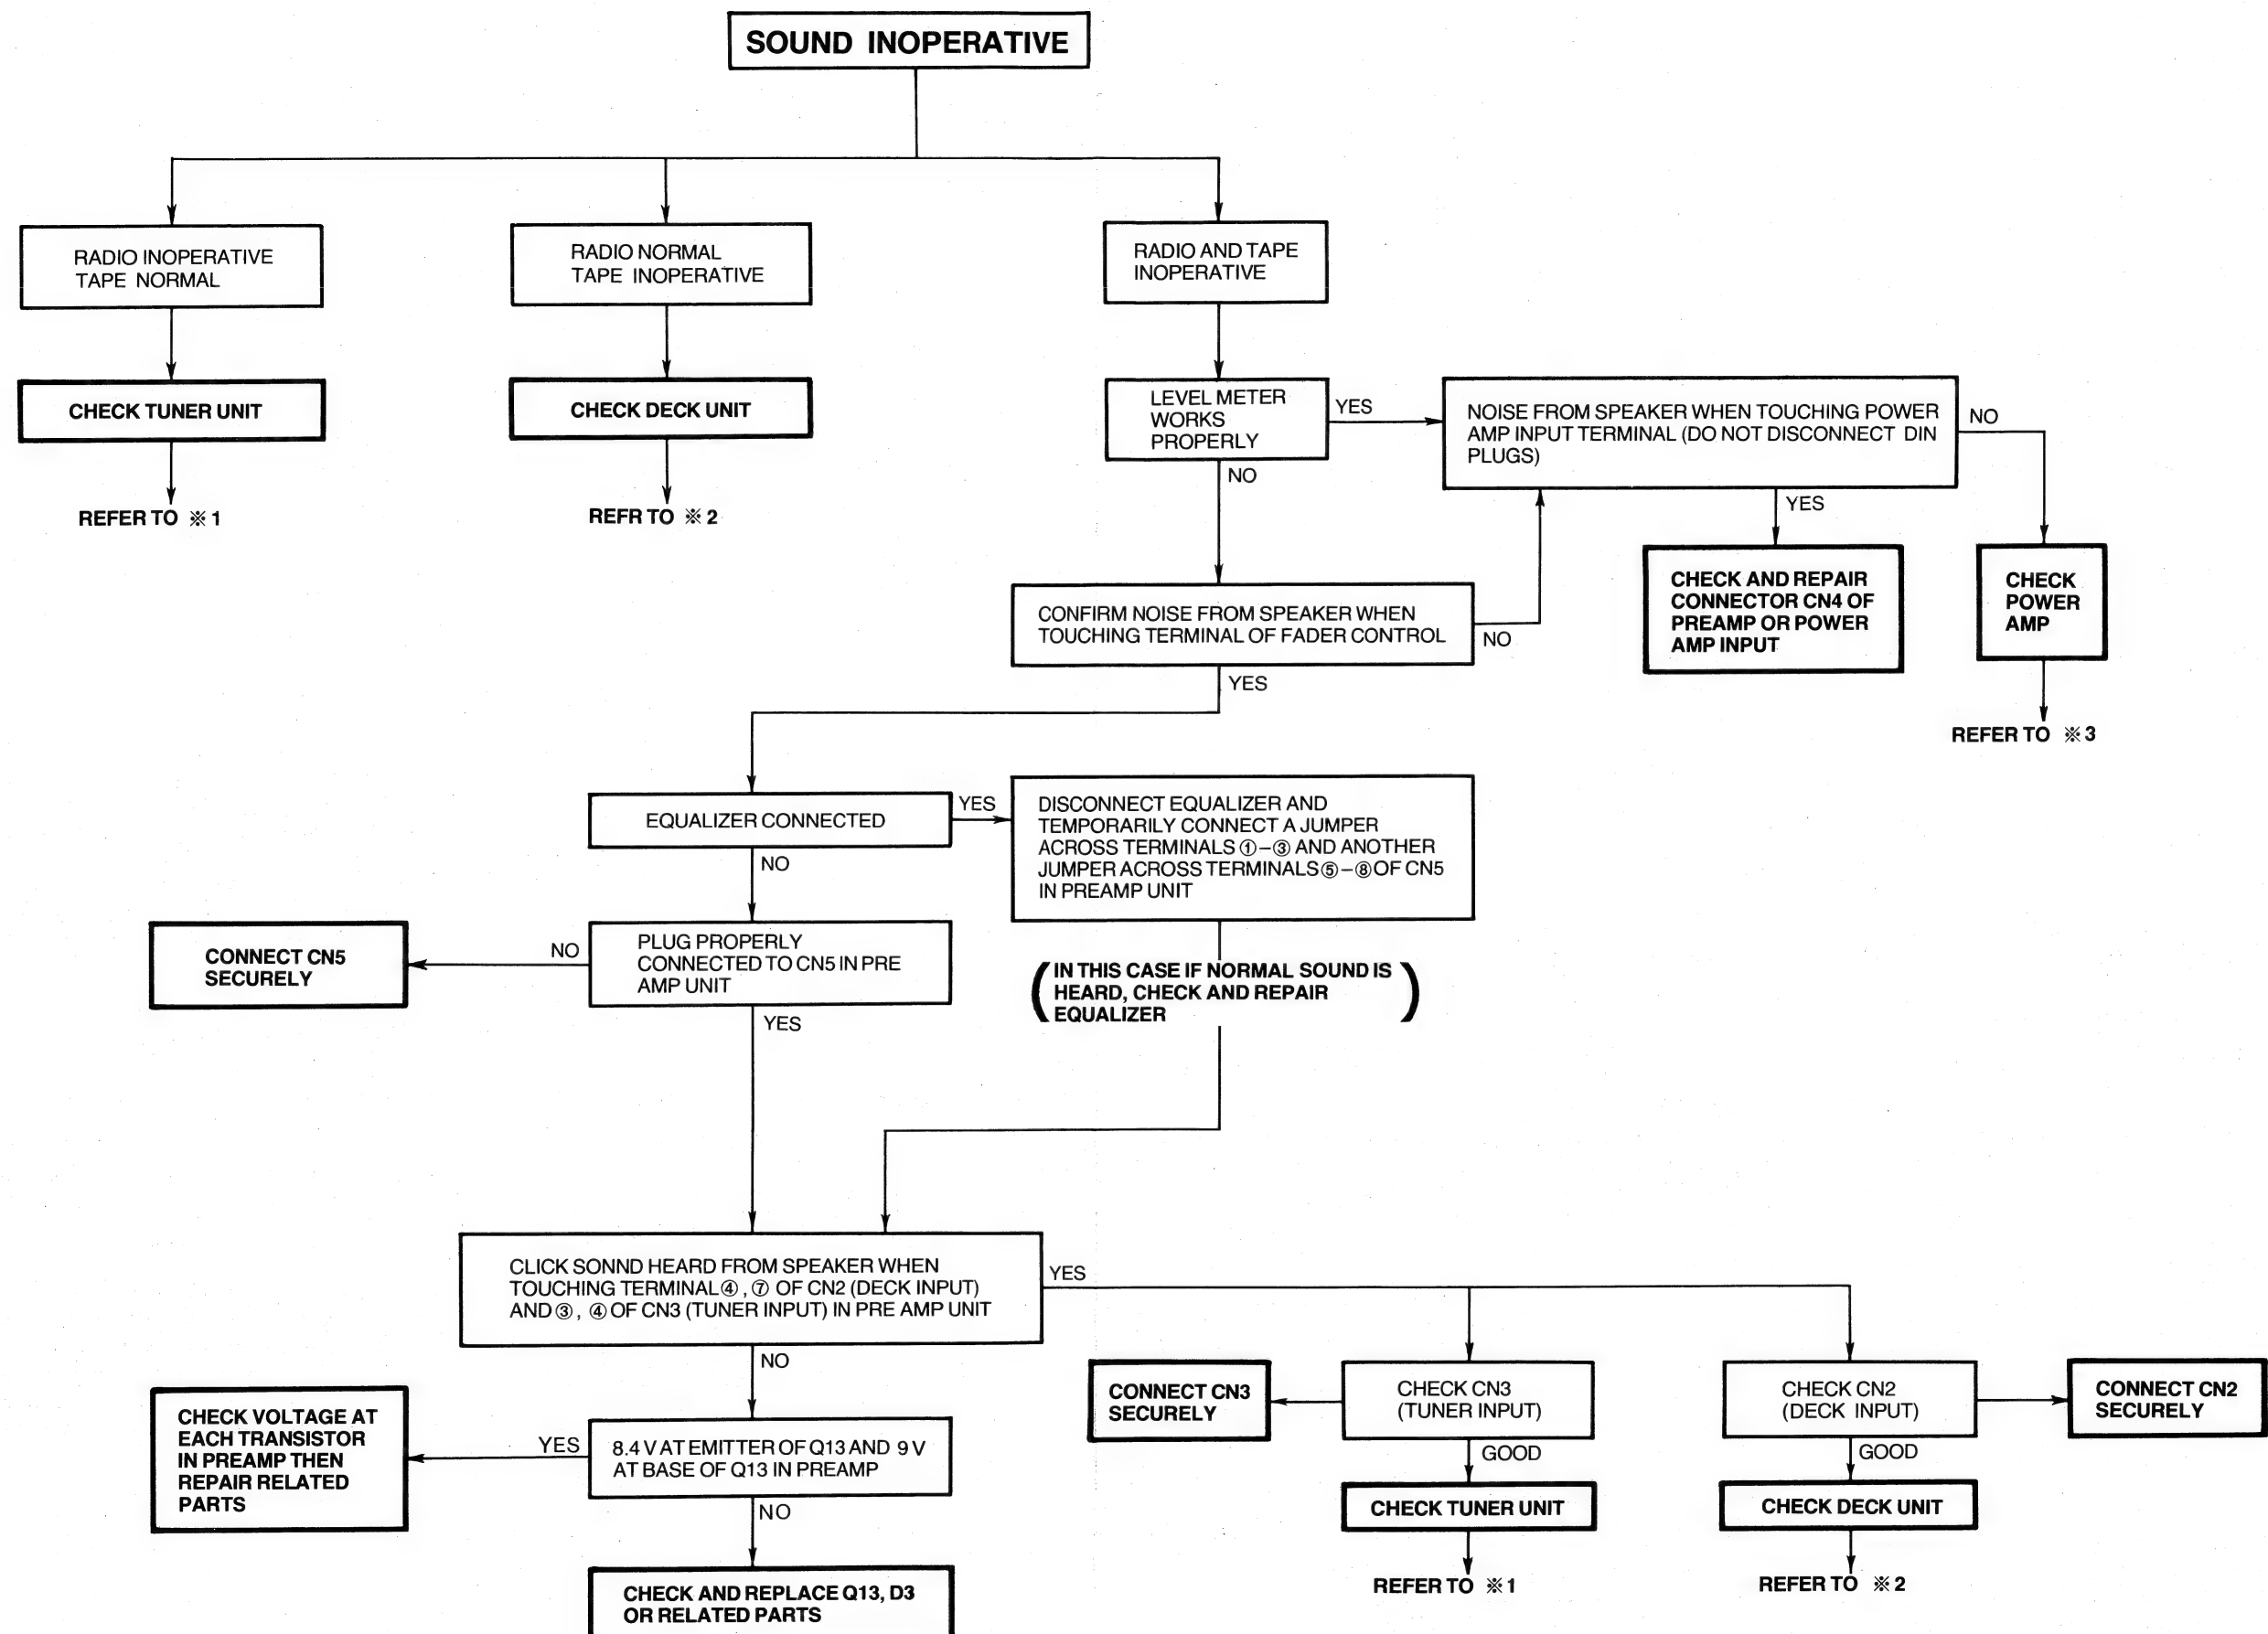 SOUND INOPERATIVE
RADIO INOPERATIVE
TAPE NORMAL
RADIO NORMAL
TAPE INOPERATIVE
RADIO AND TAPE
INOPERATIVE
CHECK TUNER UNIT
CHECK DECK UNIT
LEVEL METER
WORKS
PROPERLY
YES
NOISE FROM SPEAKER WHEN TOUCHING POWER
AMP INPUT TERMINAL (DO NOT DISCONNECT DIN
PLUGS)
NO
NO
YES
REFER TO ※1
REFR TO ※2
CHECK AND REPAIR
CONNECTOR CN4 OF
PREAMP OR POWER
AMP INPUT
CHECK
POWER
AMP
CONFIRM NOISE FROM SPEAKER WHEN
TOUCHING TERMINAL OF FADER CONTROL
NO
YES
REFER TO ※3
EQUALIZER CONNECTED
YES
DISCONNECT EQUALIZER AND
TEMPORARILY CONNECT A JUMPER
ACROSS TERMINALS ①–③ AND ANOTHER
JUMPER ACROSS TERMINALS ⑤–⑧ OF CN5
IN PREAMP UNIT
NO
CONNECT CN5
SECURELY
NO
PLUG PROPERLY
CONNECTED TO CN5 IN PRE
AMP UNIT
(IN THIS CASE IF NORMAL SOUND IS
HEARD, CHECK AND REPAIR
EQUALIZER)
YES
CLICK SONND HEARD FROM SPEAKER WHEN
TOUCHING TERMINAL ④, ⑦ OF CN2 (DECK INPUT)
AND ③, ④ OF CN3 (TUNER INPUT) IN PRE AMP UNIT
YES
NO
CONNECT CN3
SECURELY
CHECK CN3
(TUNER INPUT)
CHECK CN2
(DECK INPUT)
CONNECT CN2
SECURELY
CHECK VOLTAGE AT
EACH TRANSISTOR
IN PREAMP THEN
REPAIR RELATED
PARTS
YES
8.4 V AT EMITTER OF Q13 AND 9 V
AT BASE OF Q13 IN PREAMP
GOOD
GOOD
NO
CHECK TUNER UNIT
CHECK DECK UNIT
CHECK AND REPLACE Q13, D3
OR RELATED PARTS
REFER TO ※1
REFER TO ※2